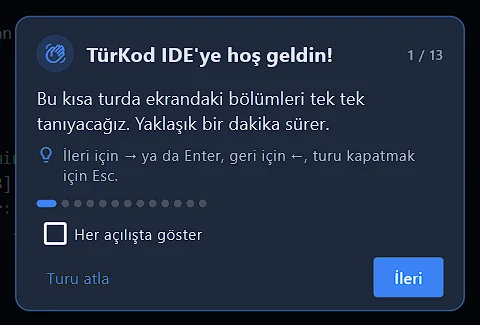 TürKod IDE'ye hoş geldin!
1 / 13
Bu kısa turda ekrandaki bölümleri tek tek
tanıyacağız. Yaklaşık bir dakika sürer.
İleri için → ya da Enter, geri için ←, turu kapatmak
için Esc.
Her açılışta göster
Turu atla
İleri